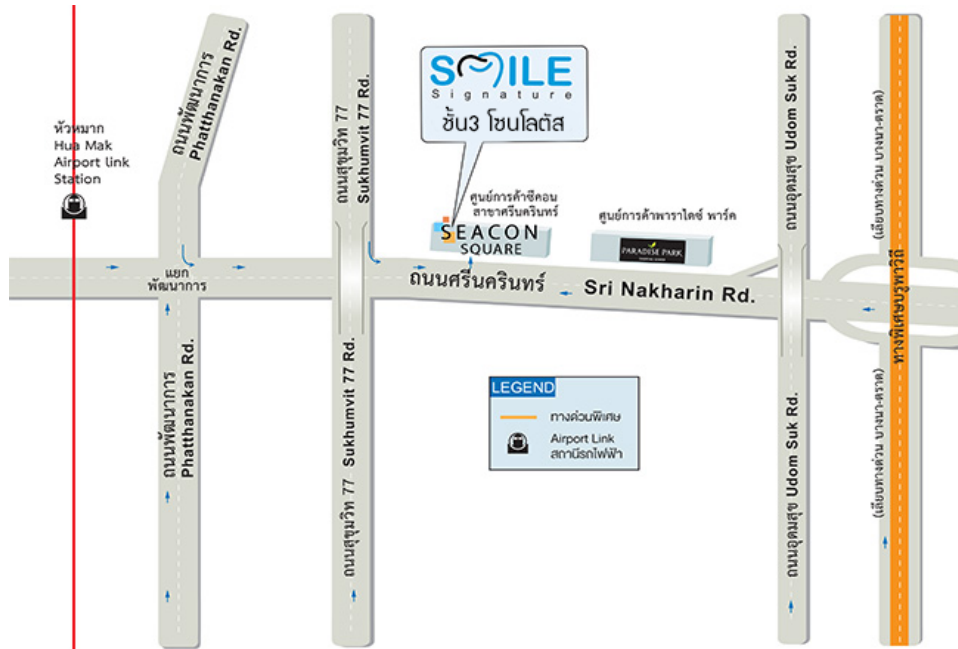 หัวหมาก
Hua Mak
Airport link
Station
ถนนพัฒนาการ
Phatthanakan Rd.
ถนนสุขุมวิท 77
Sukhumvit 77 Rd.
SMILE
Signature
ชั้น3 โซนโลตัส
ศูนย์การค้าซีคอน
สาขาศรีนครินทร์
SEACON
SQUARE
ศูนย์การค้าพาราไดซ์ พาร์ค
PARADISE PARK
ถนนอุดมสุข Udom Suk Rd.
(เลียบทางด่วน บางนา-ตราด)
ทางพิเศษบูรพาวิถี
แยก
พัฒนาการ
ถนนศรีนครินทร์ Sri Nakharin Rd.
ถนนพัฒนาการ
Phatthanakan Rd.
ถนนสุขุมวิท 77 Sukhumvit 77 Rd.
LEGEND
ทางด่วนพิเศษ
Airport Link
สถานีรถไฟฟ้า
ถนนอุดมสุข Udom Suk Rd.
(เลียบทางด่วน บางนา-ตราด)